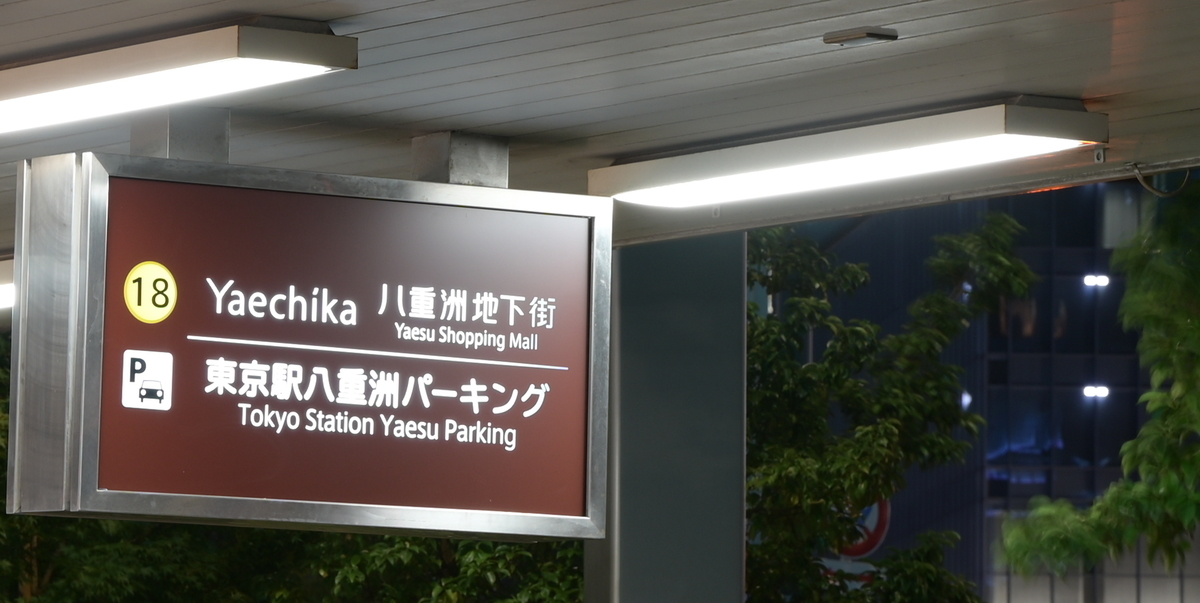 18 Yaechika 八重洲地下街
Yaesu Shopping Mall
P 東京駅八重洲パーキング
Tokyo Station Yaesu Parking